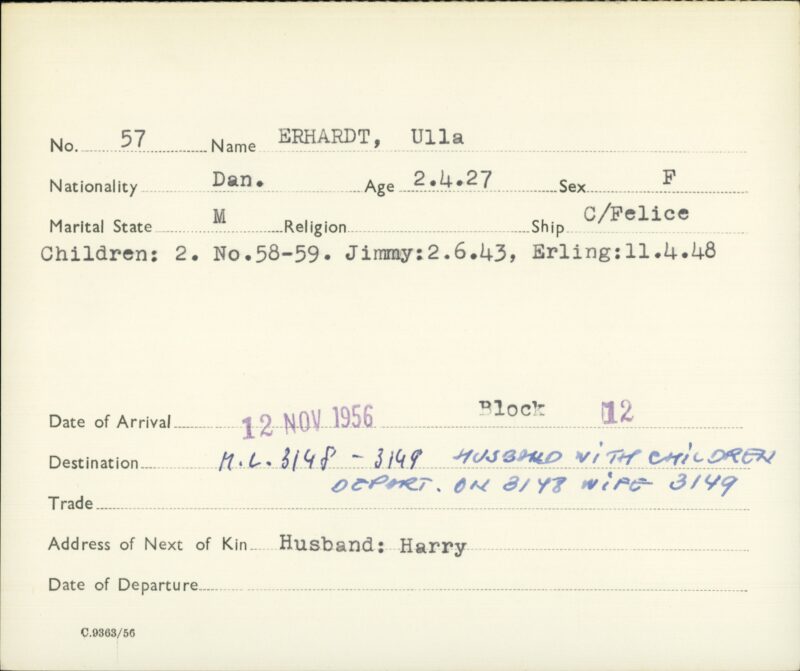 No. 57 Name ERHARDT, Ulla
Nationality Dan. Age 2.4.27 Sex F
Marital State M Religion Ship C/Felice
Children: 2. No.58-59. Jimmy:2.6.43, Erling:11.4.48
Date of Arrival 12 NOV 1956 Block 12
Destination M.L. 3148 - 3149 HUSBAND WITH CHILDREN
DEPART. ON 3148 WIFE 3149
Trade
Address of Next of Kin Husband: Harry
Date of Departure
C.9363/56